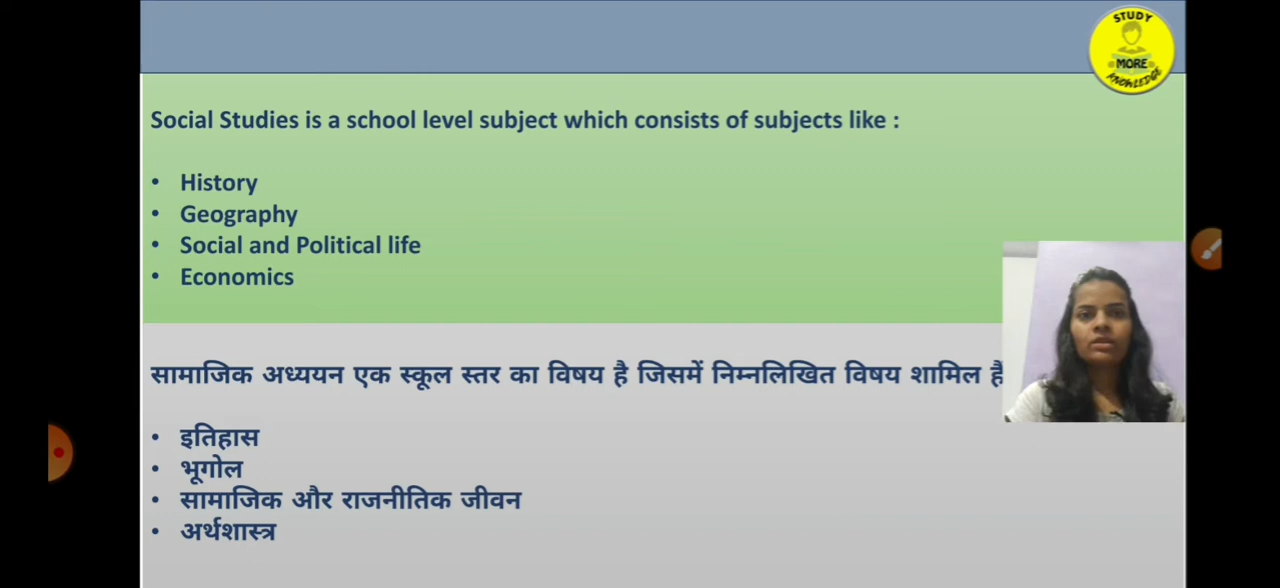 STUDY
MORE
KNOWLEDGE
Social Studies is a school level subject which consists of subjects like :
• History
• Geography
• Social and Political life
• Economics
सामाजिक अध्ययन एक स्कूल स्तर का विषय है जिसमें निम्नलिखित विषय शामिल हैं
• इतिहास
• भूगोल
• सामाजिक और राजनीतिक जीवन
• अर्थशास्त्र